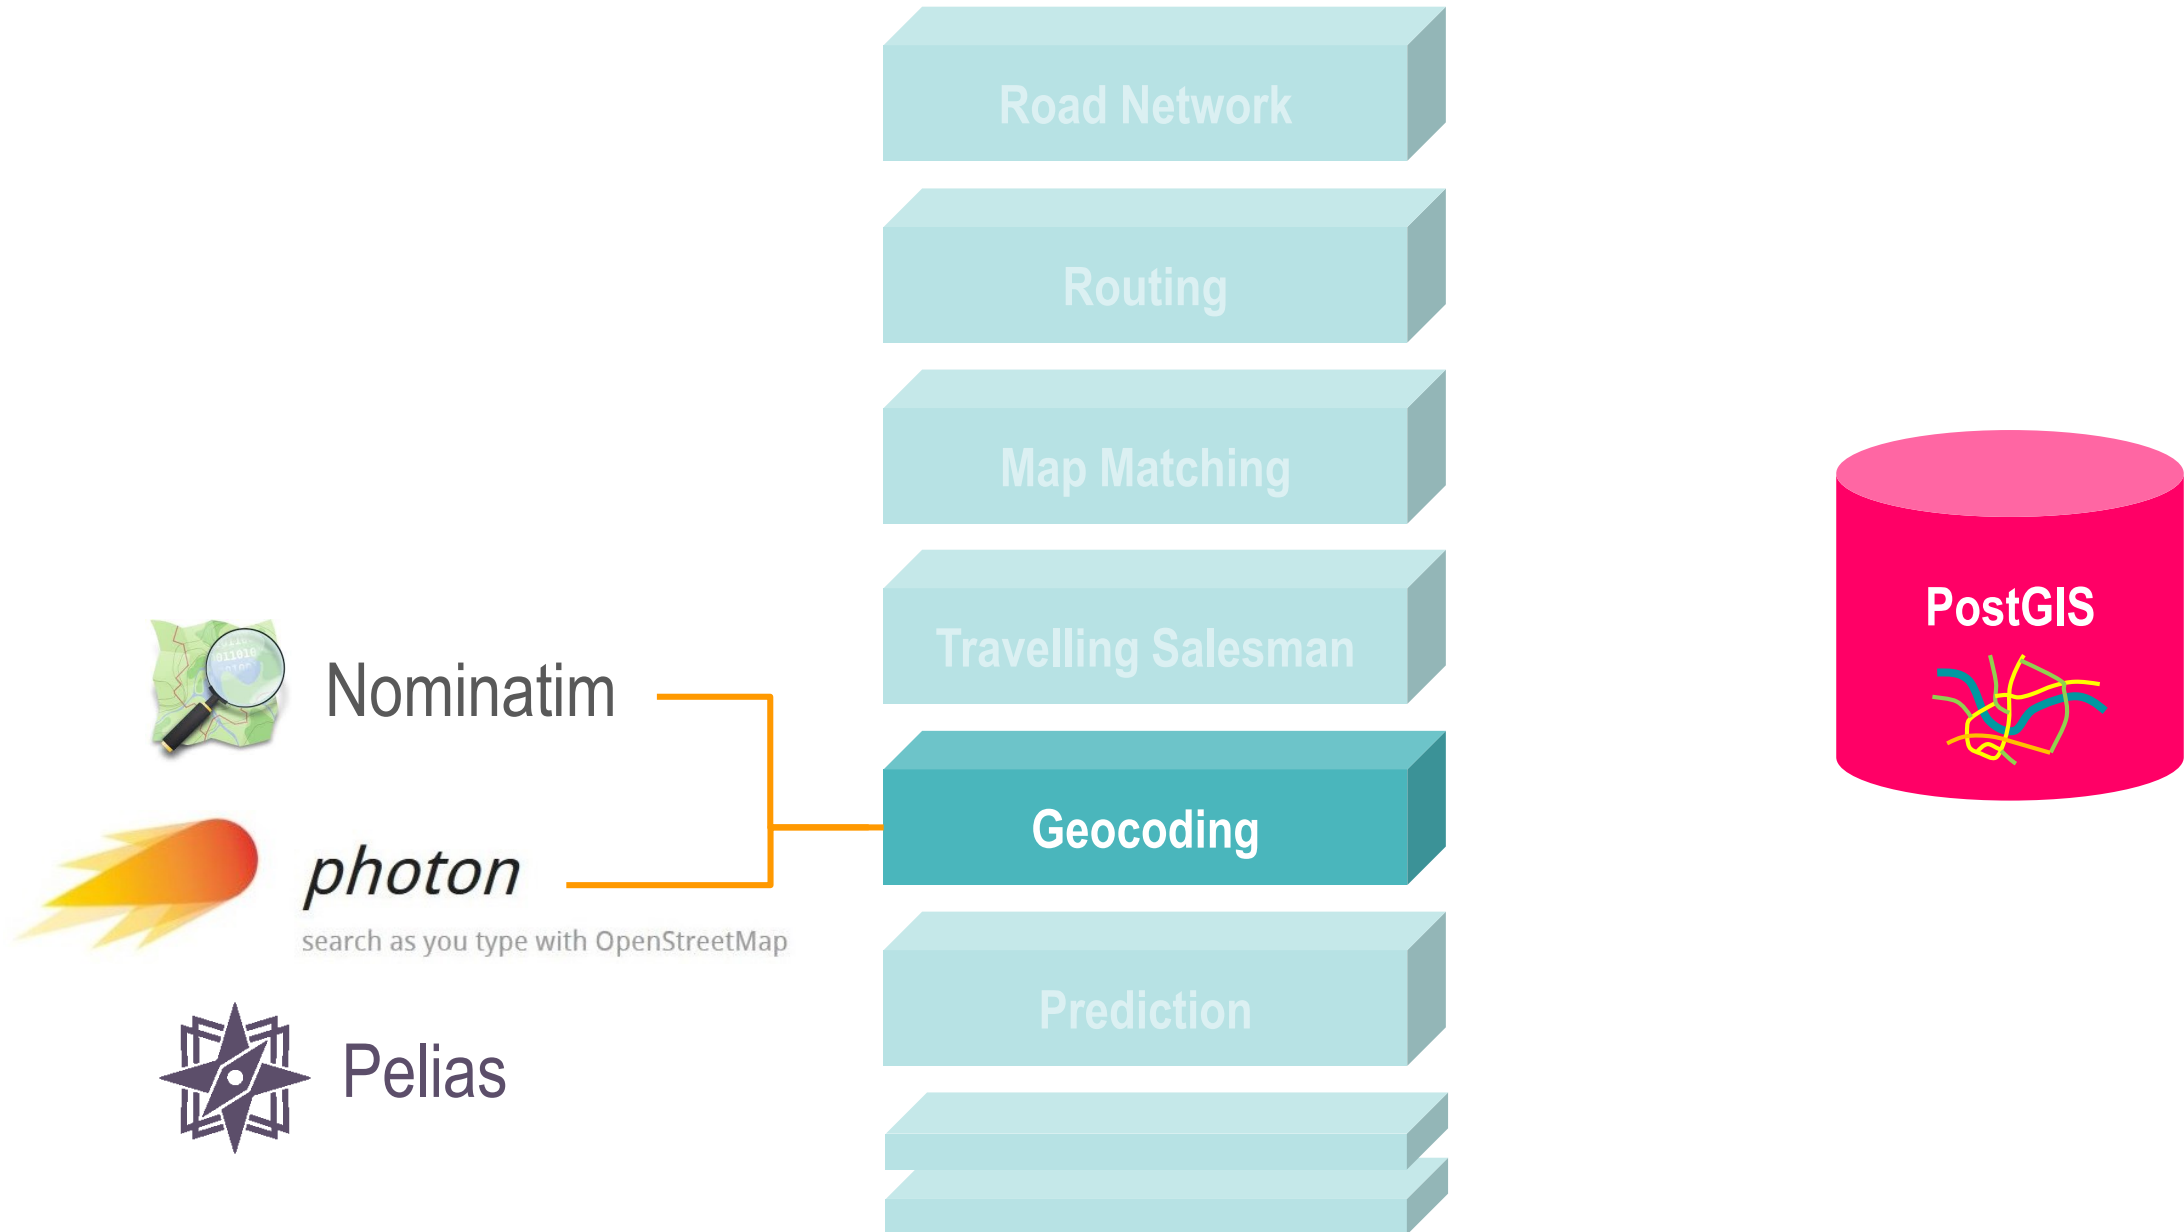 Road Network
Routing
Map Matching
Travelling Salesman
Geocoding
Prediction
Nominatim
photon
search as you type with OpenStreetMap
Pelias
PostGIS